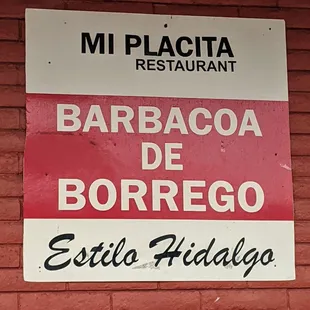 MI PLACITA
RESTAURANT
BARBACOA
DE
BORREGO
Estilo Hidalgo